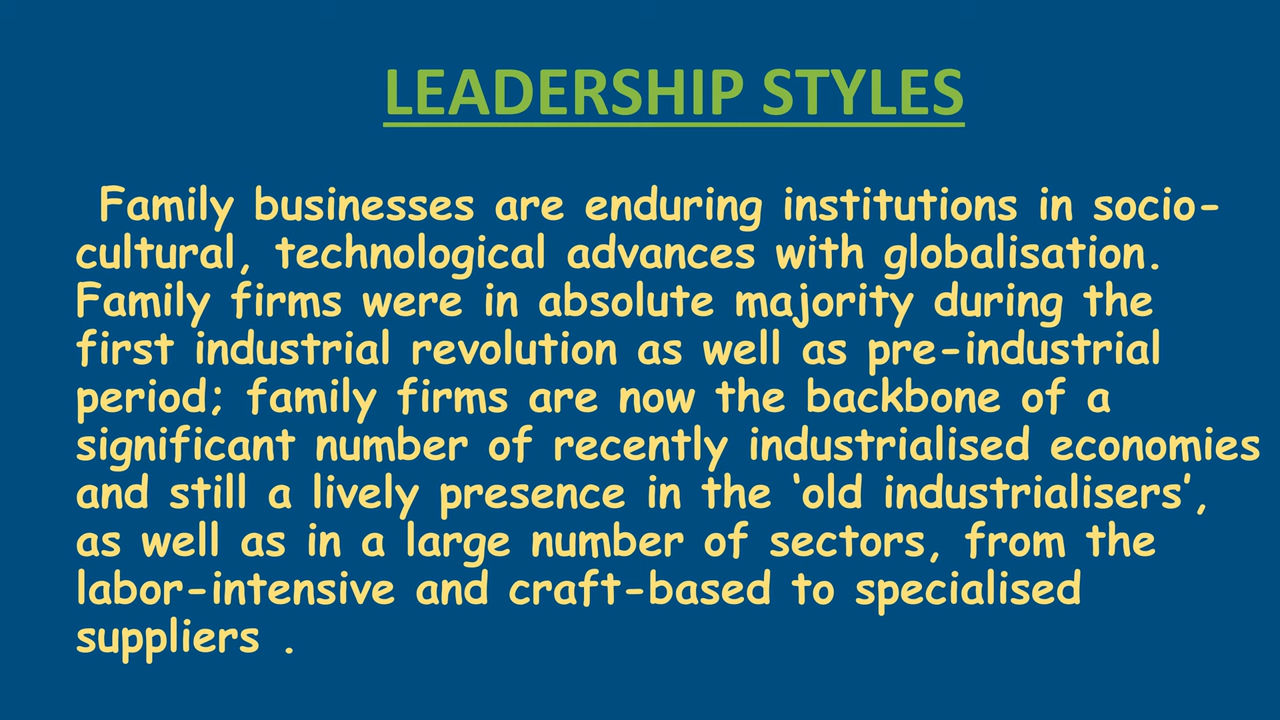 LEADERSHIP STYLES
Family businesses are enduring institutions in socio-
cultural, technological advances with globalisation.
Family firms were in absolute majority during the
first industrial revolution as well as pre-industrial
period; family firms are now the backbone of a
significant number of recently industrialised economies
and still a lively presence in the ‘old industrialisers’,
as well as in a large number of sectors, from the
labor-intensive and craft-based to specialised
suppliers .